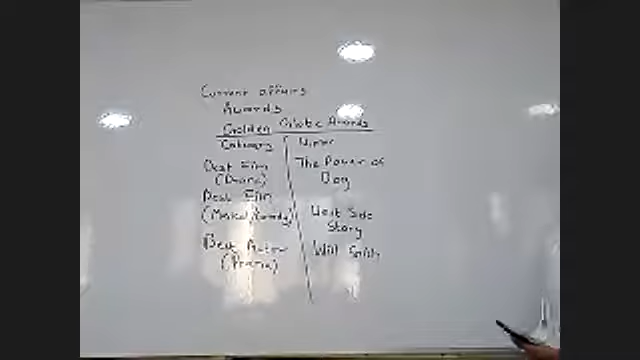 Current affairs
Awards
Golden Globe Awards
Category Winner
Best Film The Power of
(Drama) Dog
Best Film
(Musical/Comedy) West Side
Story
Best Actor Will Smith
(Drama)